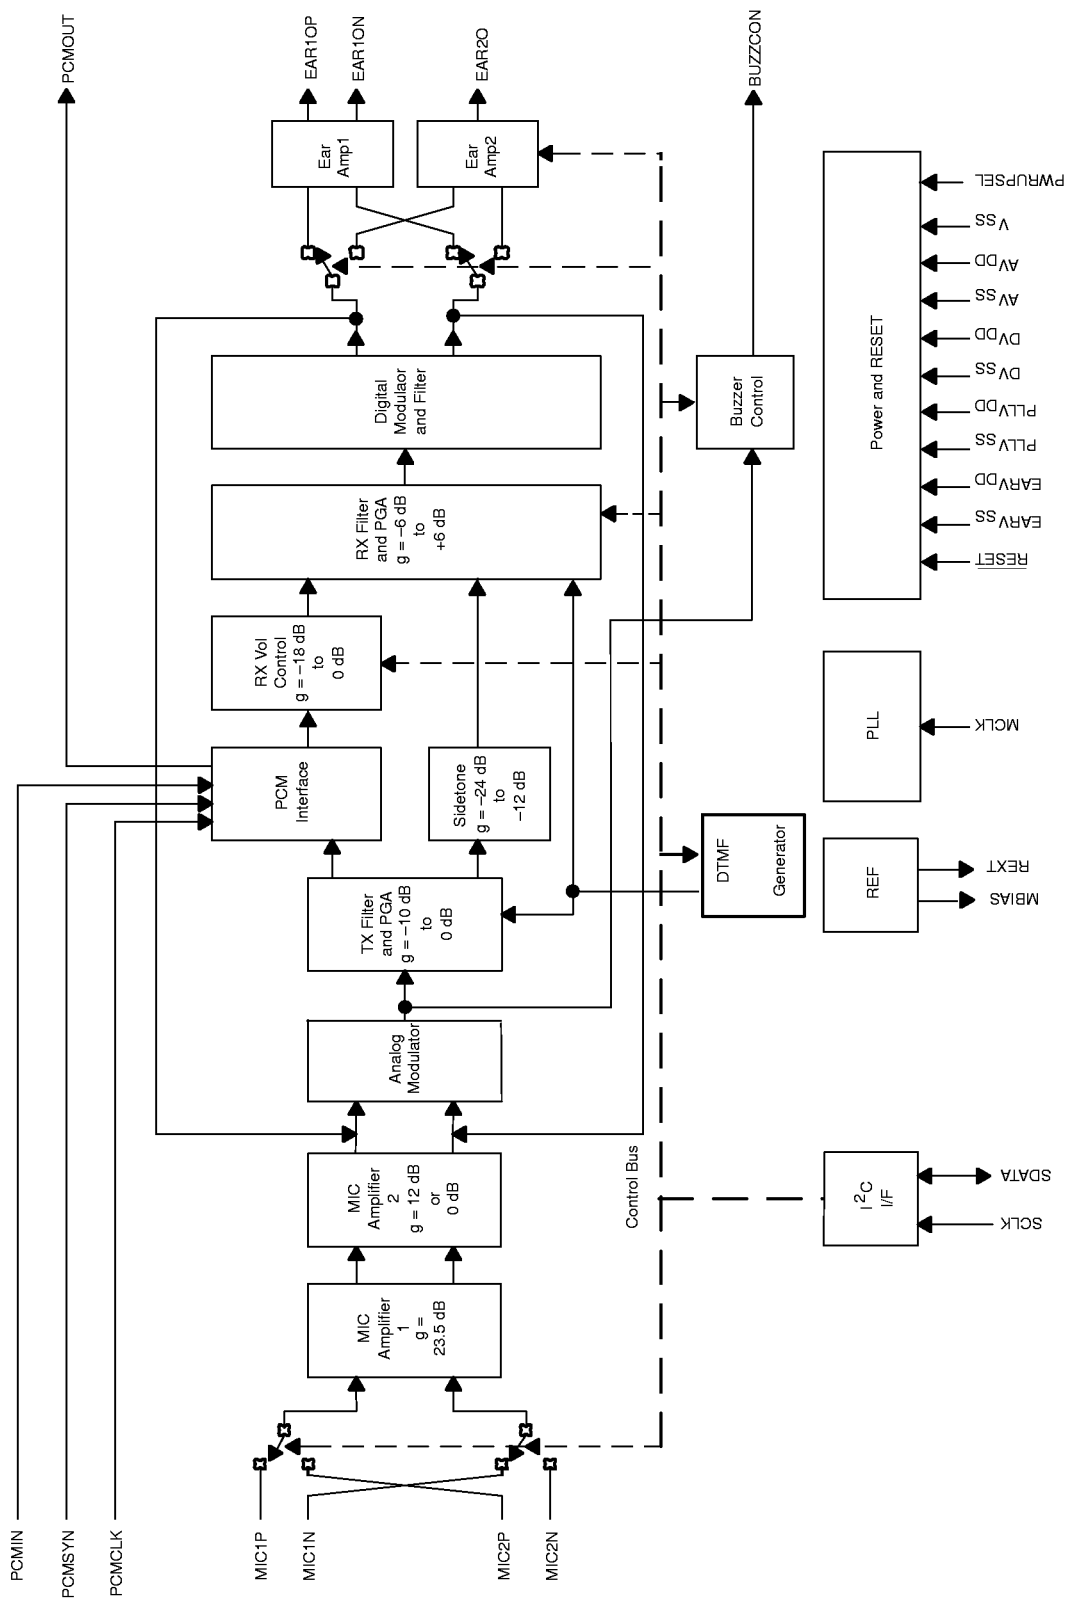 PCMIN
PCMSYN
PCMCLK
PCMOUT
MIC1P
MIC1N
MIC2P
MIC2N
MIC
Amplifier
1
g =
23.5 dB
MIC
Amplifier
2
g = 12 dB
or
0 dB
Analog
Modulator
TX Filter
and PGA
g = −10 dB
to
0 dB
PCM
Interface
Sidetone
g = −24 dB
to
−12 dB
RX Vol
Control
g = −18 dB
to
0 dB
RX Filter
and PGA
g = −6 dB
to
+6 dB
Digital
Modulaor
and Filter
Ear
Amp1
Ear
Amp2
EAR1OP
EAR1ON
EAR2O
BUZZCON
Control Bus
DTMF
Generator
Buzzer
Control
I2C
I/F
SCLK
SDATA
REF
MBIAS
REXT
PLL
MCLK
Power and RESET
RESET
EARVSS
EARVDD
PLLVSS
PLLVDD
DVSS
DVDD
AVSS
AVDD
VSS
PWRUPSEL